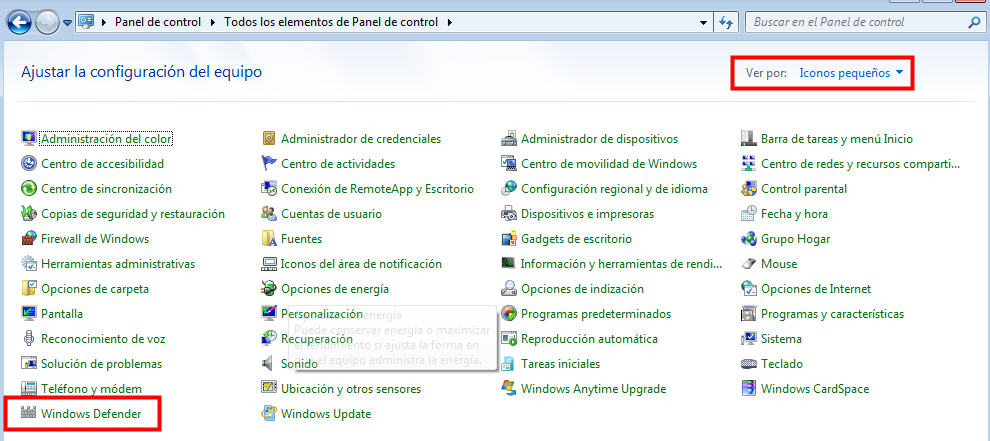 Panel de control ▸ Todos los elementos de Panel de control ▸
Buscar en el Panel de control
Ajustar la configuración del equipo
Ver por: Iconos pequeños
Administración del color
Administrador de credenciales
Administrador de dispositivos
Barra de tareas y menú Inicio
Centro de accesibilidad
Centro de actividades
Centro de movilidad de Windows
Centro de redes y recursos comparti...
Centro de sincronización
Conexión de RemoteApp y Escritorio
Configuración regional y de idioma
Control parental
Copias de seguridad y restauración
Cuentas de usuario
Dispositivos e impresoras
Fecha y hora
Firewall de Windows
Fuentes
Gadgets de escritorio
Grupo Hogar
Herramientas administrativas
Iconos del área de notificación
Información y herramientas de rendi...
Mouse
Opciones de carpeta
Opciones de energía
Opciones de indización
Opciones de Internet
Pantalla
Personalización
Programas predeterminados
Programas y características
Reconocimiento de voz
Recuperación
Reproducción automática
Sistema
Solución de problemas
Sonido
Tareas iniciales
Teclado
Teléfono y módem
Ubicación y otros sensores
Windows Anytime Upgrade
Windows CardSpace
Windows Defender
Windows Update
energía
Puede conservar energía o maximizar
el rendimiento si ajusta la forma en
que el equipo administra la energía.